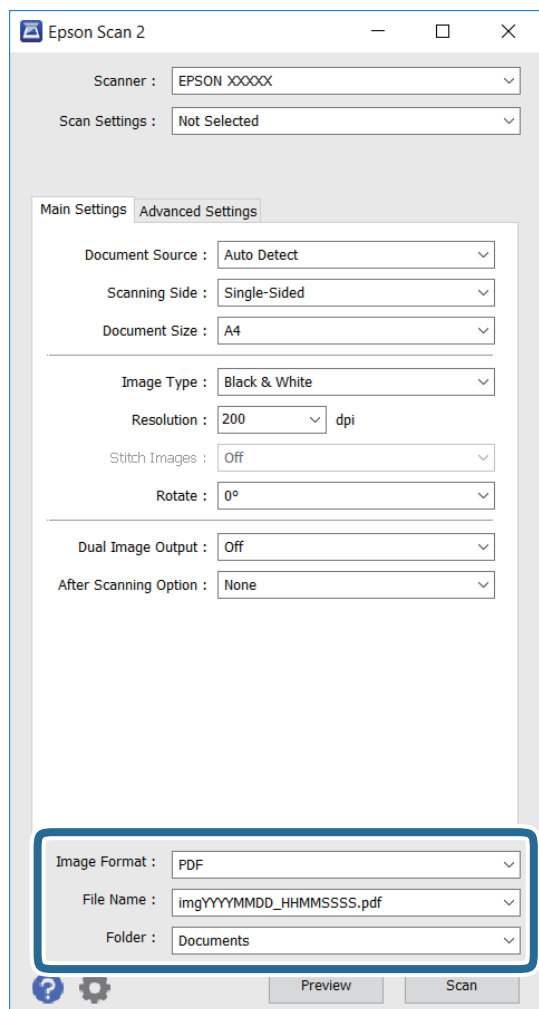 Epson Scan 2
Scanner : EPSON XXXXX
Scan Settings : Not Selected
Main Settings Advanced Settings
Document Source : Auto Detect
Scanning Side : Single-Sided
Document Size : A4
Image Type : Black & White
Resolution : 200 dpi
Stitch Images : Off
Rotate : 0º
Dual Image Output : Off
After Scanning Option : None
Image Format : PDF
File Name : imgYYYYMMDD_HHMMSSSS.pdf
Folder : Documents
? Preview Scan